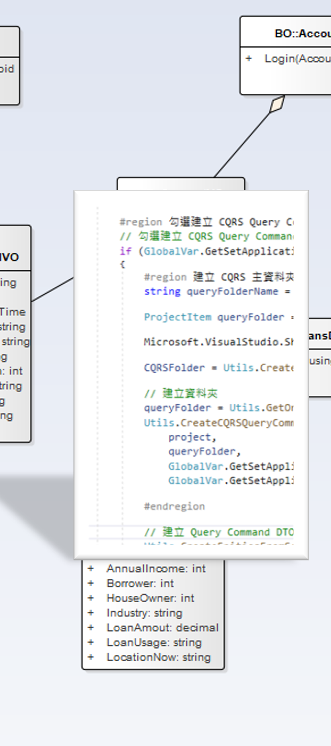 oid
BO::Accou
+ Login(Accou
IVO
ing
Time
string
string
g
: int
tring
g
ng
#region 勾選建立 CQRS Query C
// 勾選建立 CQRS Query Comman
if (GlobalVar.GetSetApplicati
{
#region 建立 CQRS 主資料夾
string queryFolderName =
ProjectItem queryFolder =
Microsoft.VisualStudio.Sh
CQRSFolder = Utils.Create
// 建立資料夾
queryFolder = Utils.GetOr
Utils.CreateCQRSQueryComm
project,
queryFolder,
GlobalVar.GetSetAppli
GlobalVar.GetSetAppli
#endregion
// 建立 Query Command DTO
ransD
using
+ AnnualIncome: int
+ Borrower: int
+ HouseOwner: int
+ Industry: string
+ LoanAmout: decimal
+ LoanUsage: string
+ LocationNow: string